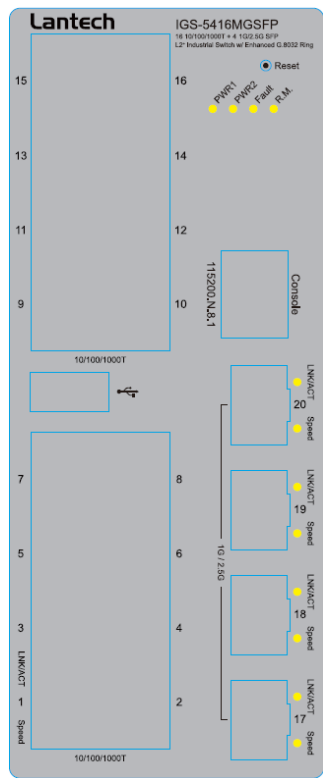 Lantech
IGS-5416MGSFP
16 10/100/1000T + 4 1G/2.5G SFP
L2+ Industrial Switch w/ Enhanced G.8032 Ring
Reset
PWR1 PWR2 Fault R.M.
15 16
13 14
11 12
9 10
10/100/1000T
115200.N.8.1
Console
LNK/ACT
20
Speed
LNK/ACT
19
Speed
1G / 2.5G
LNK/ACT
18
Speed
LNK/ACT
17
Speed
7 8
5 6
3 4
LNK/ACT
1 2
Speed
10/100/1000T